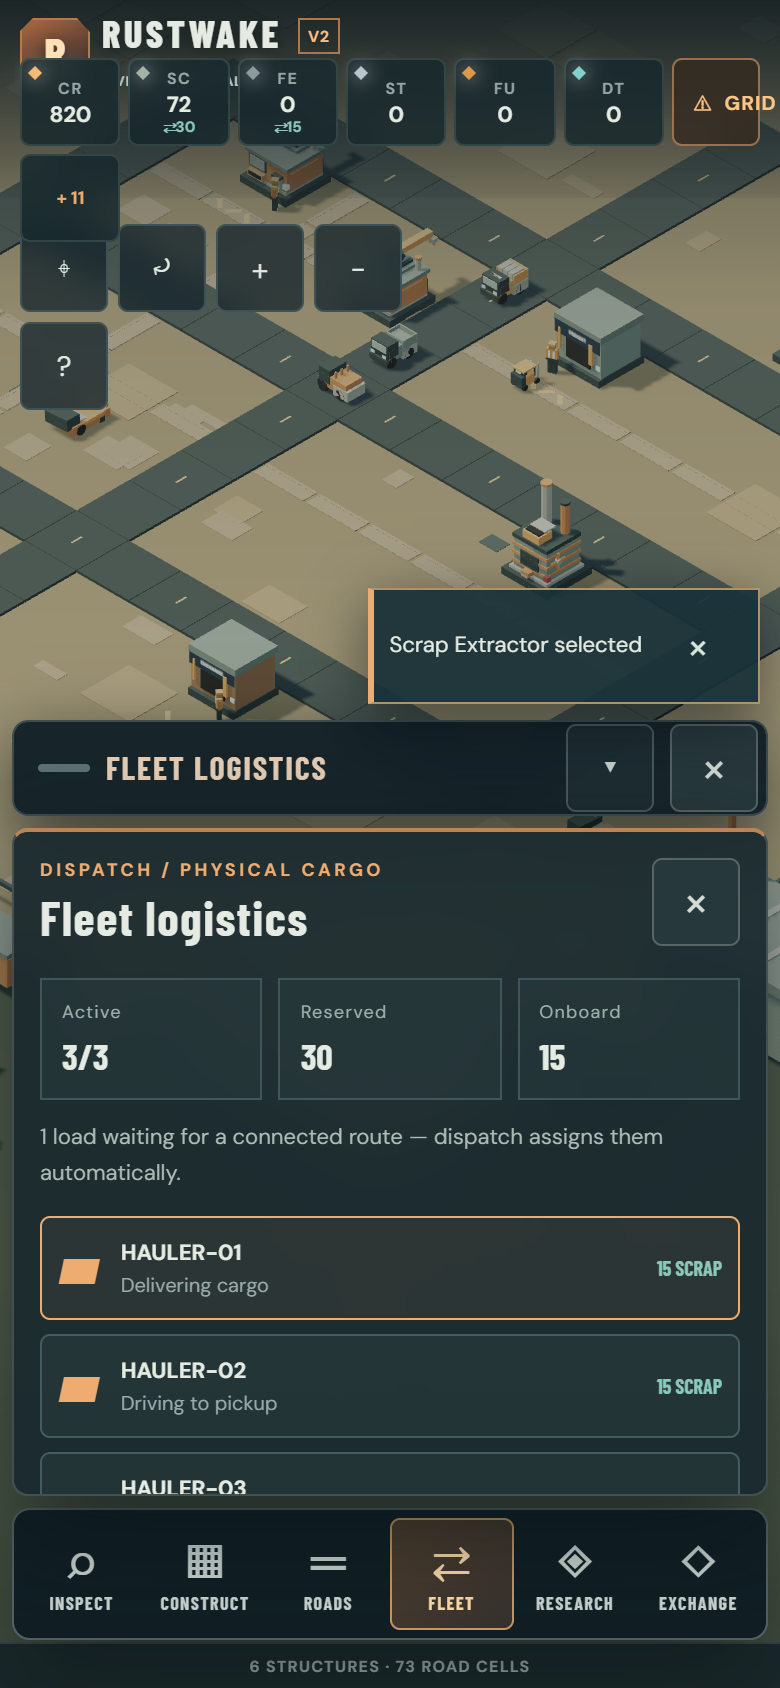 R RUSTWAKE V2
CR
820
SC
72
⇄30
FE
0
⇄15
ST
0
FU
0
DT
0
⚠ GRID
+ 11
+ −
?
Scrap Extractor selected ×
FLEET LOGISTICS ▼ ×
DISPATCH / PHYSICAL CARGO
Fleet logistics ×
Active
3/3
Reserved
30
Onboard
15
1 load waiting for a connected route — dispatch assigns them
automatically.
HAULER-01
Delivering cargo
15 SCRAP
HAULER-02
Driving to pickup
15 SCRAP
HAULER-03
INSPECT CONSTRUCT ROADS FLEET RESEARCH EXCHANGE
6 STRUCTURES · 73 ROAD CELLS